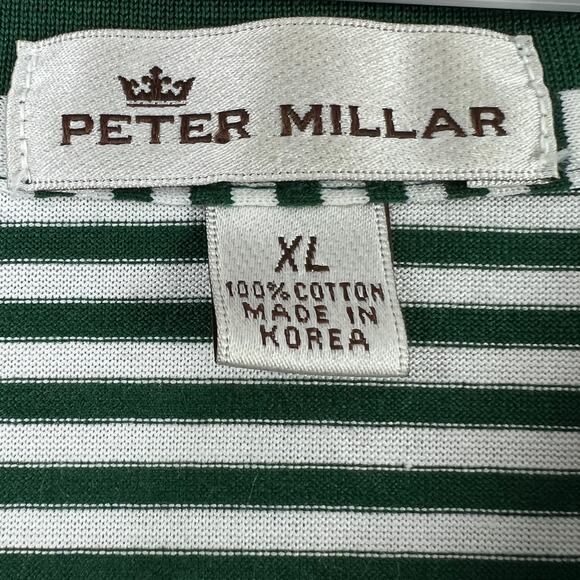 PETER MILLAR
XL
100% COTTON
MADE IN
KOREA